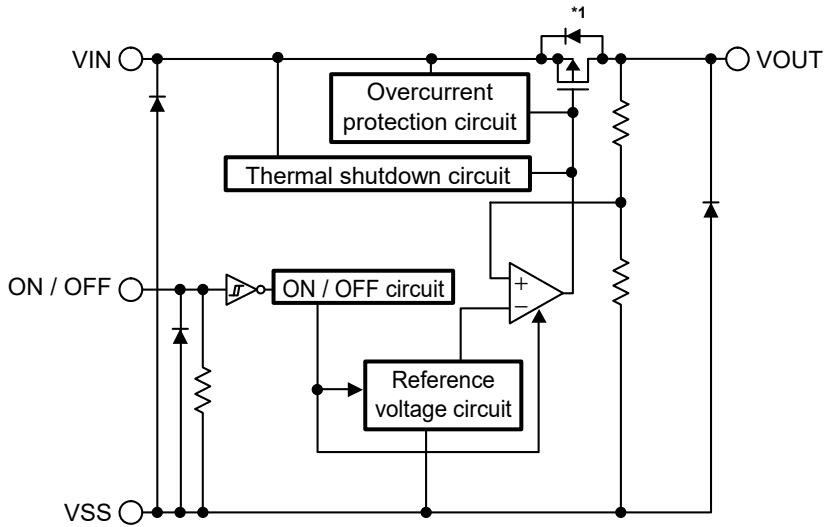 *1
VIN
VOUT
Overcurrent
protection circuit
Thermal shutdown circuit
ON / OFF
ON / OFF circuit
+
−
Reference
voltage circuit
VSS